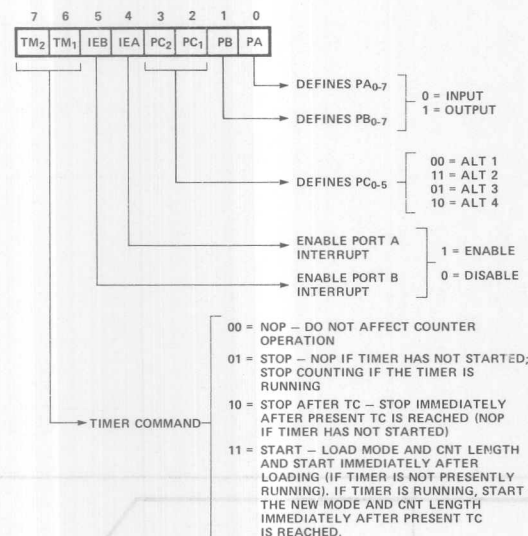 7 6 5 4 3 2 1 0
TM2 TM1 IEB IEA PC2 PC1 PB PA
DEFINES PA0-7
DEFINES PB0-7
0 = INPUT
1 = OUTPUT
DEFINES PC0-5
00 = ALT 1
11 = ALT 2
01 = ALT 3
10 = ALT 4
ENABLE PORT A
INTERRUPT
ENABLE PORT B
INTERRUPT
1 = ENABLE
0 = DISABLE
TIMER COMMAND
00 = NOP — DO NOT AFFECT COUNTER
OPERATION
01 = STOP — NOP IF TIMER HAS NOT STARTED;
STOP COUNTING IF THE TIMER IS
RUNNING
10 = STOP AFTER TC — STOP IMMEDIATELY
AFTER PRESENT TC IS REACHED (NOP
IF TIMER HAS NOT STARTED)
11 = START — LOAD MODE AND CNT LENGTH
AND START IMMEDIATELY AFTER
LOADING (IF TIMER IS NOT PRESENTLY
RUNNING). IF TIMER IS RUNNING, START
THE NEW MODE AND CNT LENGTH
IMMEDIATELY AFTER PRESENT TC
IS REACHED.